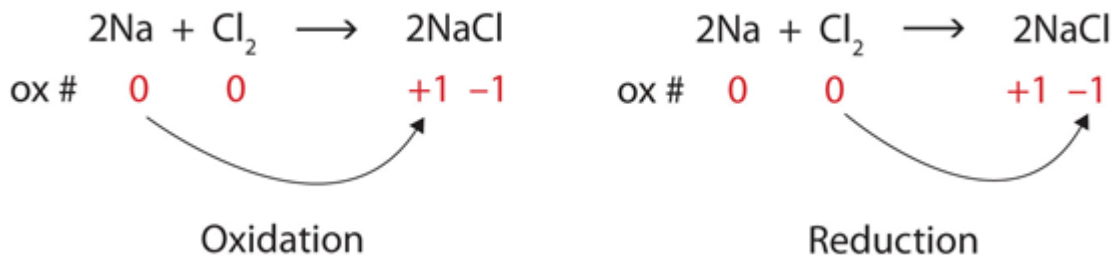 2Na + Cl₂ ⟶ 2NaCl
ox # 0 0 +1 –1
Oxidation
2Na + Cl₂ ⟶ 2NaCl
ox # 0 0 +1 –1
Reduction